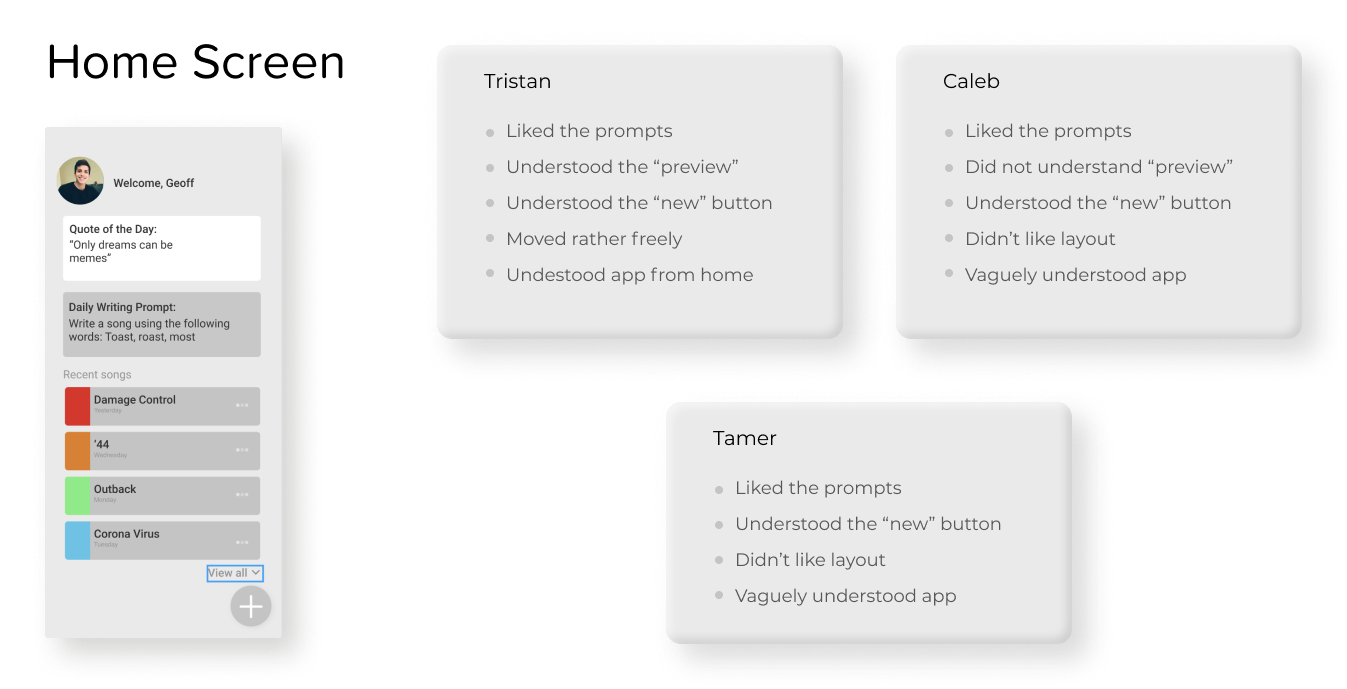 Home Screen
Welcome, Geoff
Quote of the Day:
“Only dreams can be
memes”
Daily Writing Prompt:
Write a song using the following
words: Toast, roast, most
Recent songs
Damage Control
Yesterday
'44
Wednesday
Outback
Monday
Corona Virus
Tuesday
View all
Tristan
Liked the prompts
Understood the “preview”
Understood the “new” button
Moved rather freely
Undestood app from home
Caleb
Liked the prompts
Did not understand “preview”
Understood the “new” button
Didn’t like layout
Vaguely understood app
Tamer
Liked the prompts
Understood the “new” button
Didn’t like layout
Vaguely understood app